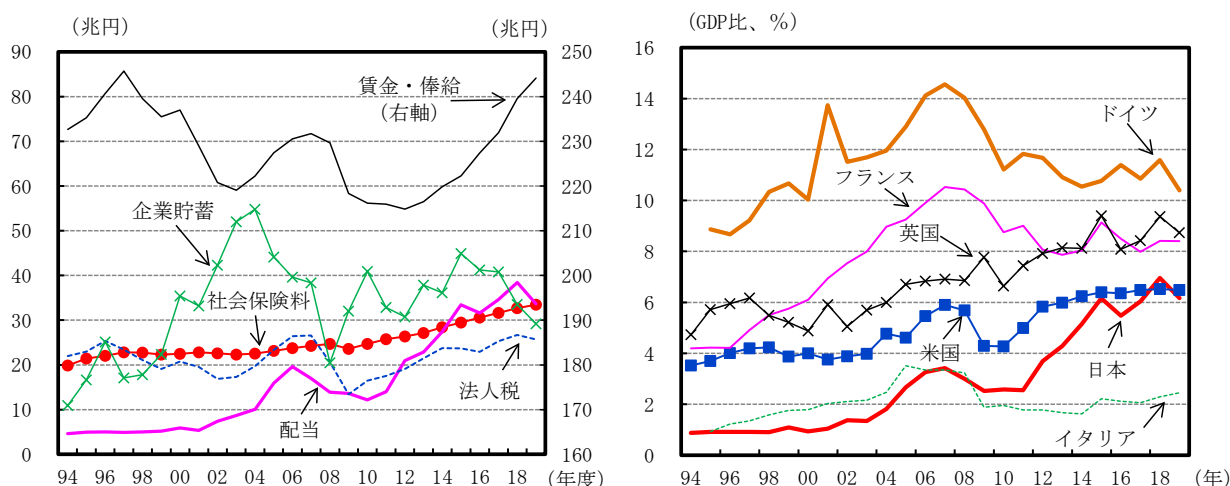 (兆円)
(兆円)
90
80
70
60
50
40
30
20
10
0
250
240
230
220
210
200
190
180
170
160
賃金・俸給
(右軸)
企業貯蓄
社会保険料
法人税
配当
94 96 98 00 02 04 06 08 10 12 14 16 18
(年度)
(GDP比、%)
16
14
12
10
8
6
4
2
0
ドイツ
フランス
英国
米国
日本
イタリア
94 96 98 00 02 04 06 08 10 12 14 16 18
(年)